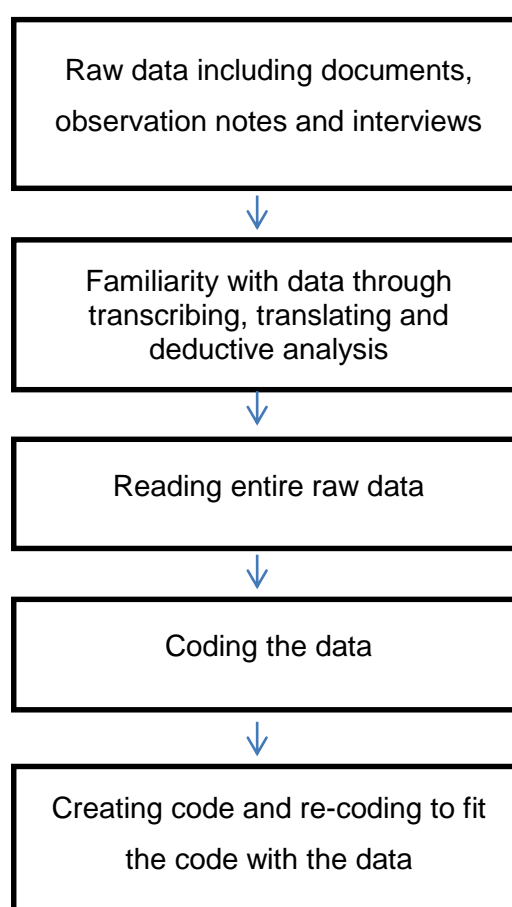 Raw data including documents,
observation notes and interviews
Familiarity with data through
transcribing, translating and
deductive analysis
Reading entire raw data
Coding the data
Creating code and re-coding to fit
the code with the data